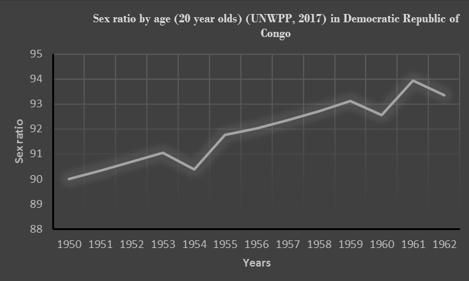 Sex ratio by age (20 year olds) (UNWPP, 2017) in Democratic Republic of
Congo
95
94
93
92
91
90
89
88
Sex ratio
1950 1951 1952 1953 1954 1955 1956 1957 1958 1959 1960 1961 1962
Years